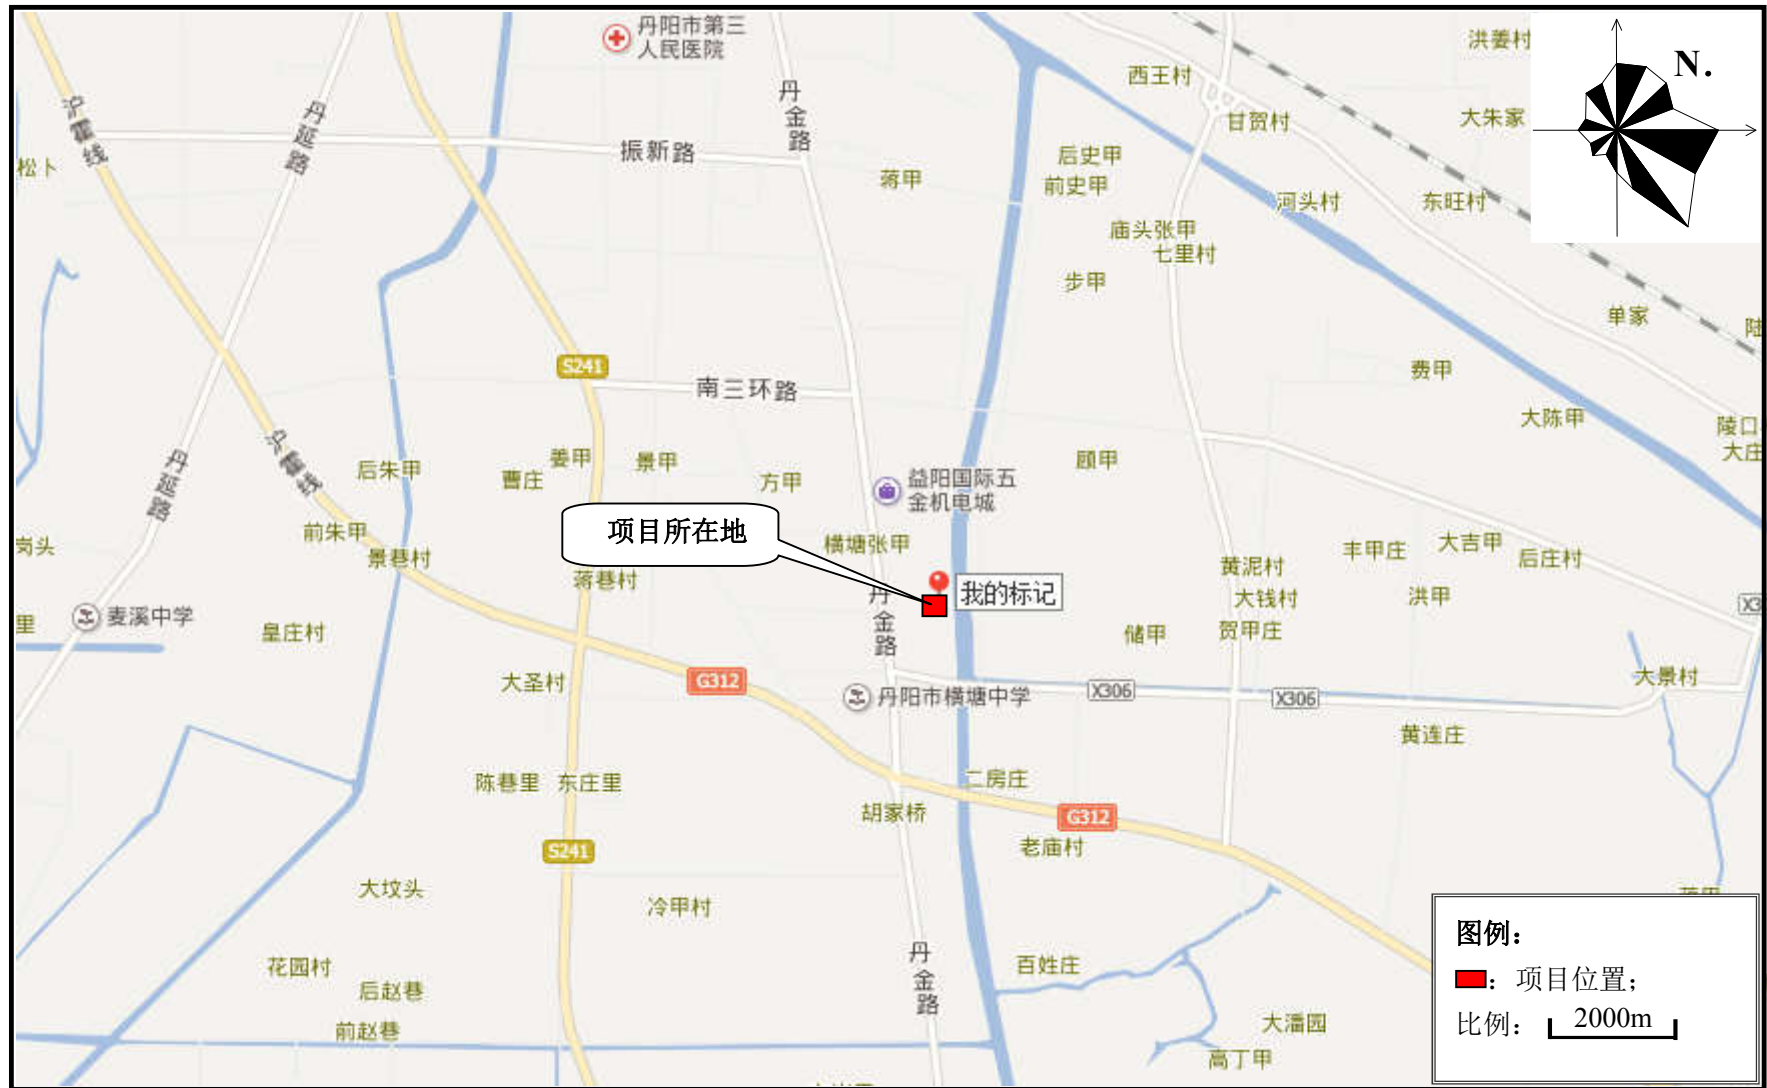 丹阳市第三
人民医院
洪姜村
N.
西王村
沪霍线
丹延路
丹金路
大朱家
甘贺村
振新路
后史甲
松卜
蒋甲
前史甲
河头村
东旺村
庙头张甲
七里村
步甲
单家
陆
S241
费甲
南三环路
大陈甲
陵口
大庄
沪霍线
丹延路
后朱甲
姜甲
景甲
曹庄
方甲
益阳国际五
金机电城
顾甲
前朱甲
项目所在地
横塘张甲
岗头
景巷村
大吉甲
丰甲庄
后庄村
黄泥村
蒋巷村
我的标记
大钱村
洪甲
X3
麦溪中学
里
皇庄村
丹金路
储甲
贺甲庄
大圣村
G312
丹阳市横塘中学
X306
X306
大景村
黄连庄
陈巷里
东庄里
二房庄
胡家桥
G312
老庙村
S241
大坟头
冷甲村
图例：
：项目位置；
比例：
2000m
花园村
后赵巷
前赵巷
丹金路
百姓庄
大潘园
高丁甲